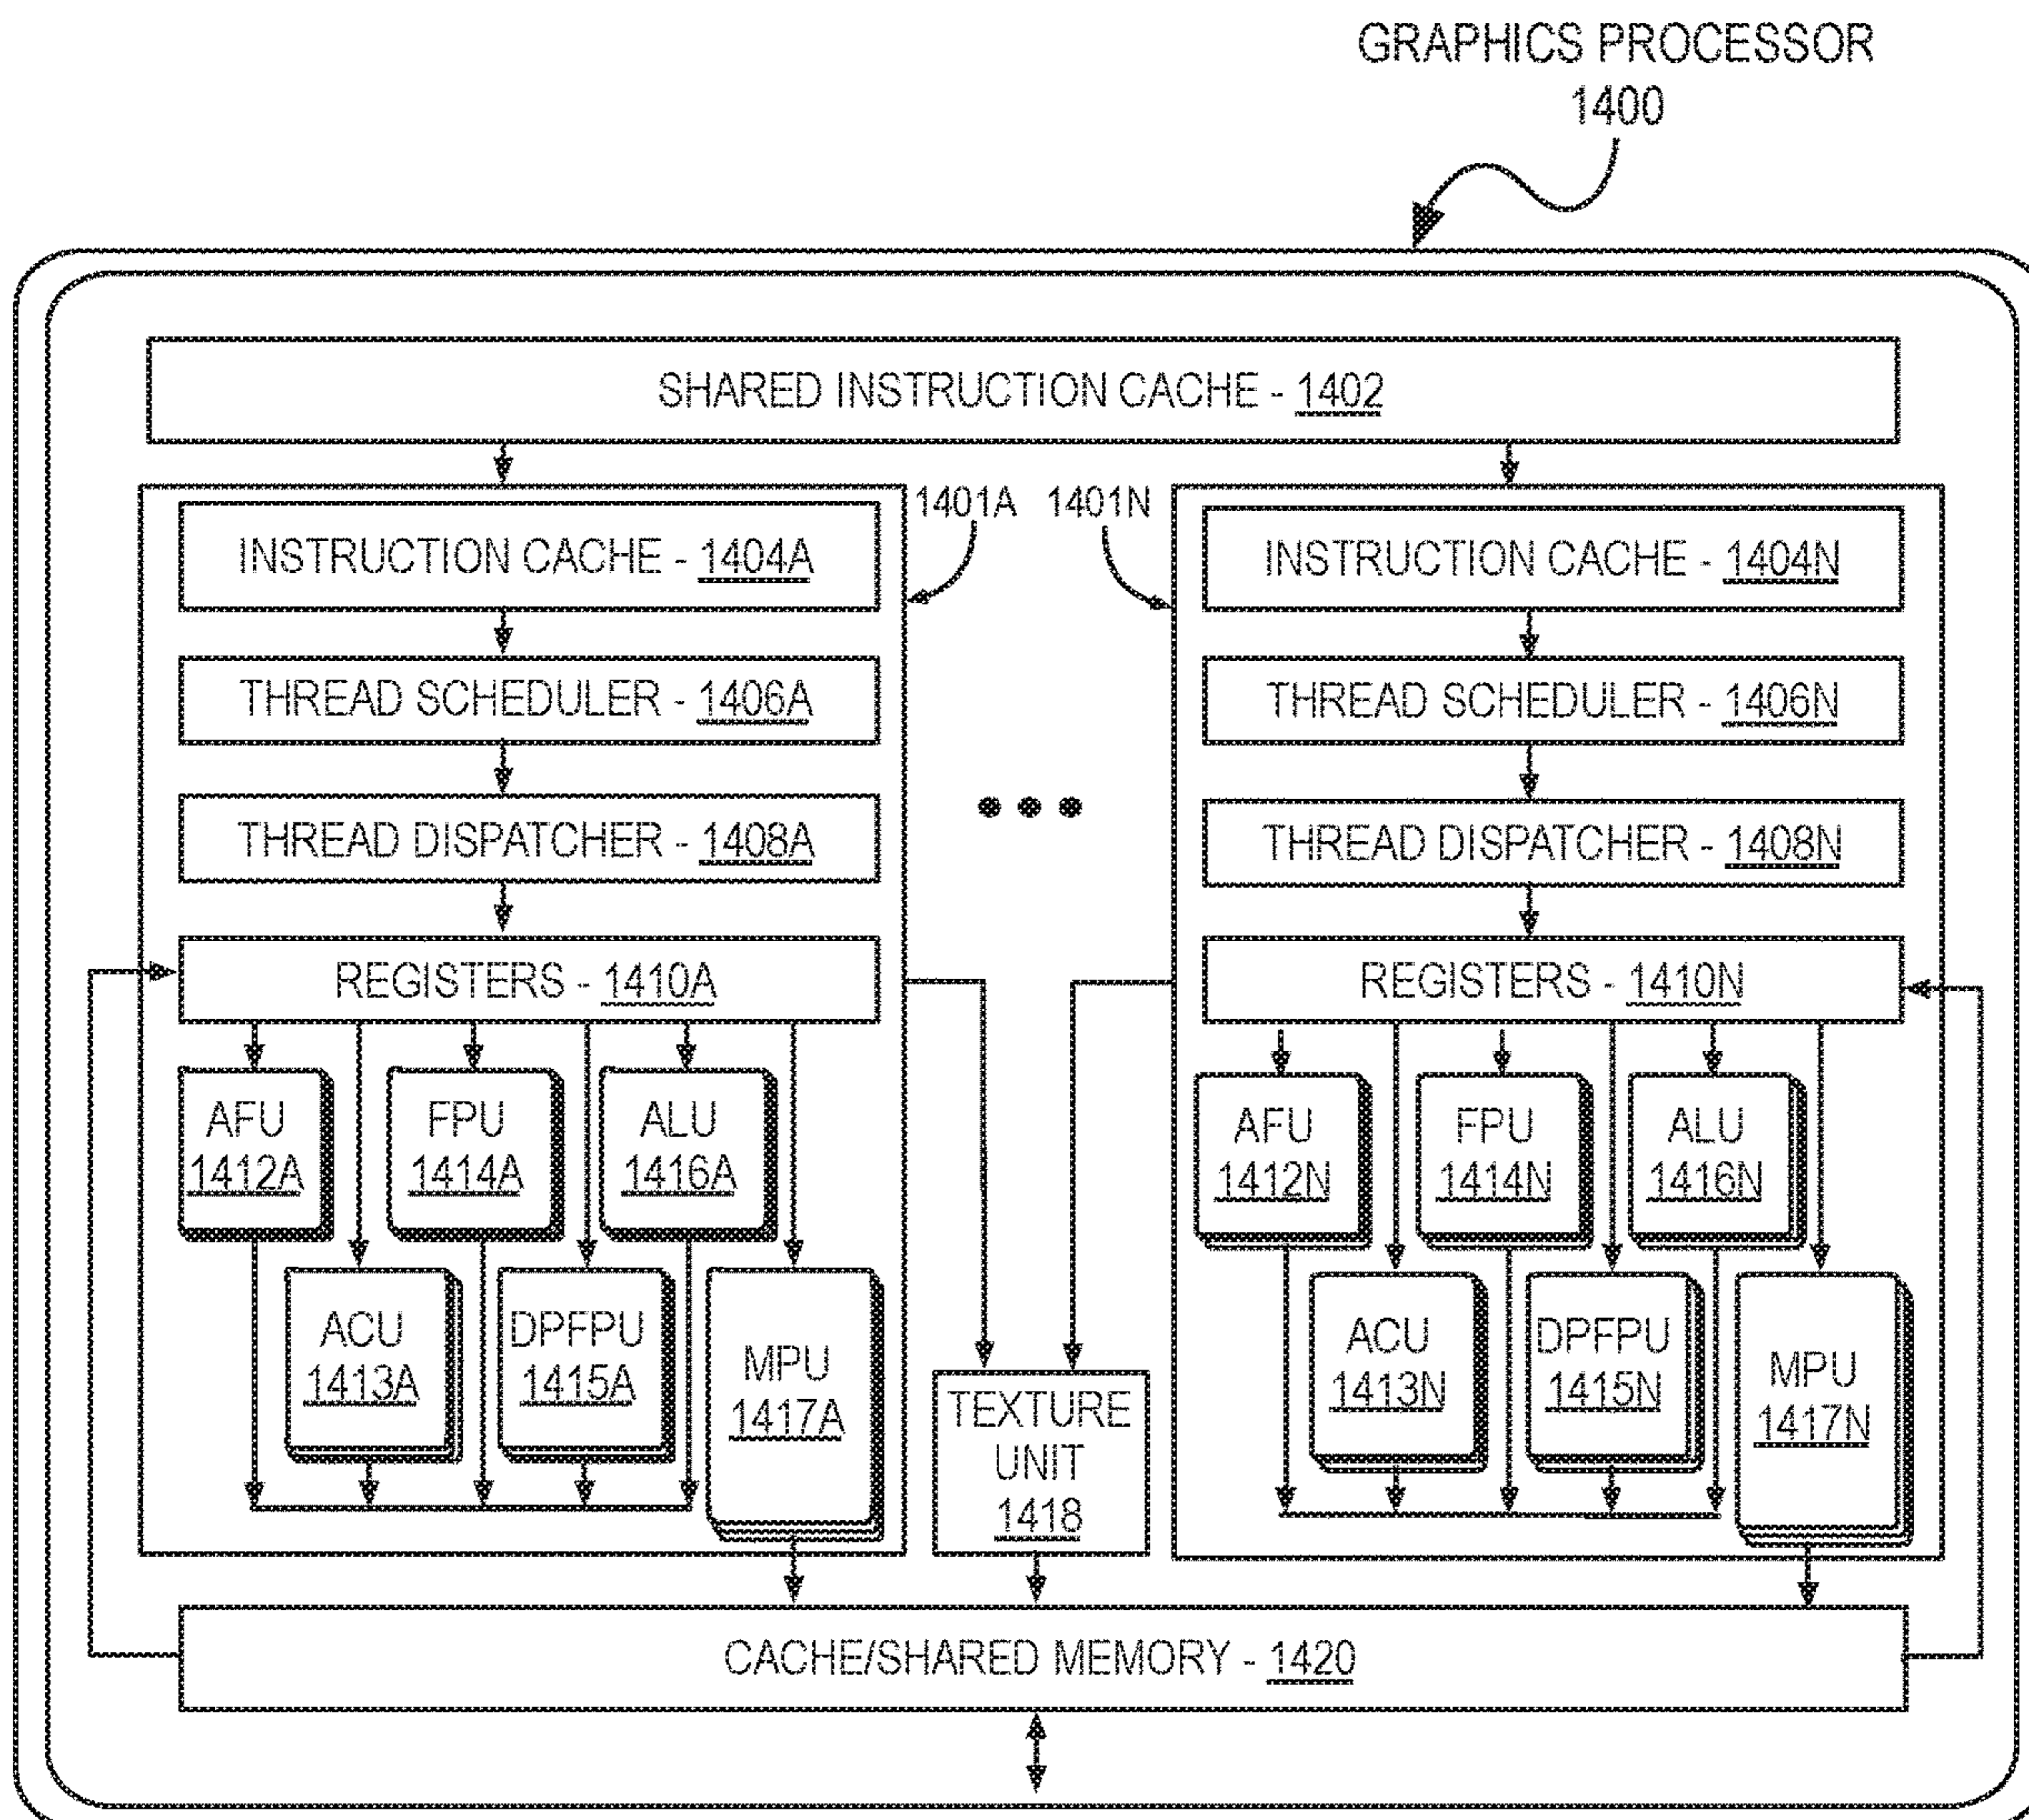 GRAPHICS PROCESSOR
1400
SHARED INSTRUCTION CACHE - 1402
1401A
1401N
INSTRUCTION CACHE - 1404A
THREAD SCHEDULER - 1406A
THREAD DISPATCHER - 1408A
REGISTERS - 1410A
AFU
1412A
FPU
1414A
ALU
1416A
ACU
1413A
DPFPU
1415A
MPU
1417A
TEXTURE
UNIT
1418
INSTRUCTION CACHE - 1404N
THREAD SCHEDULER - 1406N
THREAD DISPATCHER - 1408N
REGISTERS - 1410N
AFU
1412N
FPU
1414N
ALU
1416N
ACU
1413N
DPFPU
1415N
MPU
1417N
CACHE/SHARED MEMORY - 1420